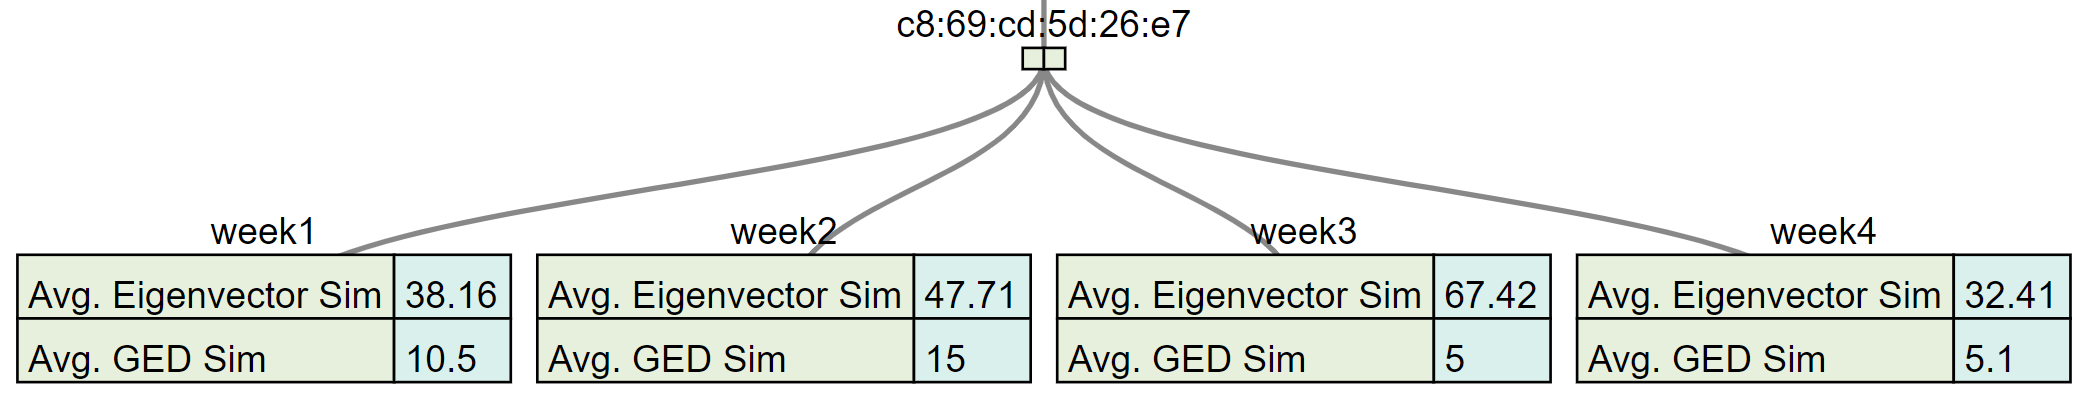 c8:69:cd:5d:26:e7
week1 week2 week3 week4
Avg. Eigenvector Sim 38.16 Avg. Eigenvector Sim 47.71 Avg. Eigenvector Sim 67.42 Avg. Eigenvector Sim 32.41
Avg. GED Sim 10.5 Avg. GED Sim 15 Avg. GED Sim 5 Avg. GED Sim 5.1